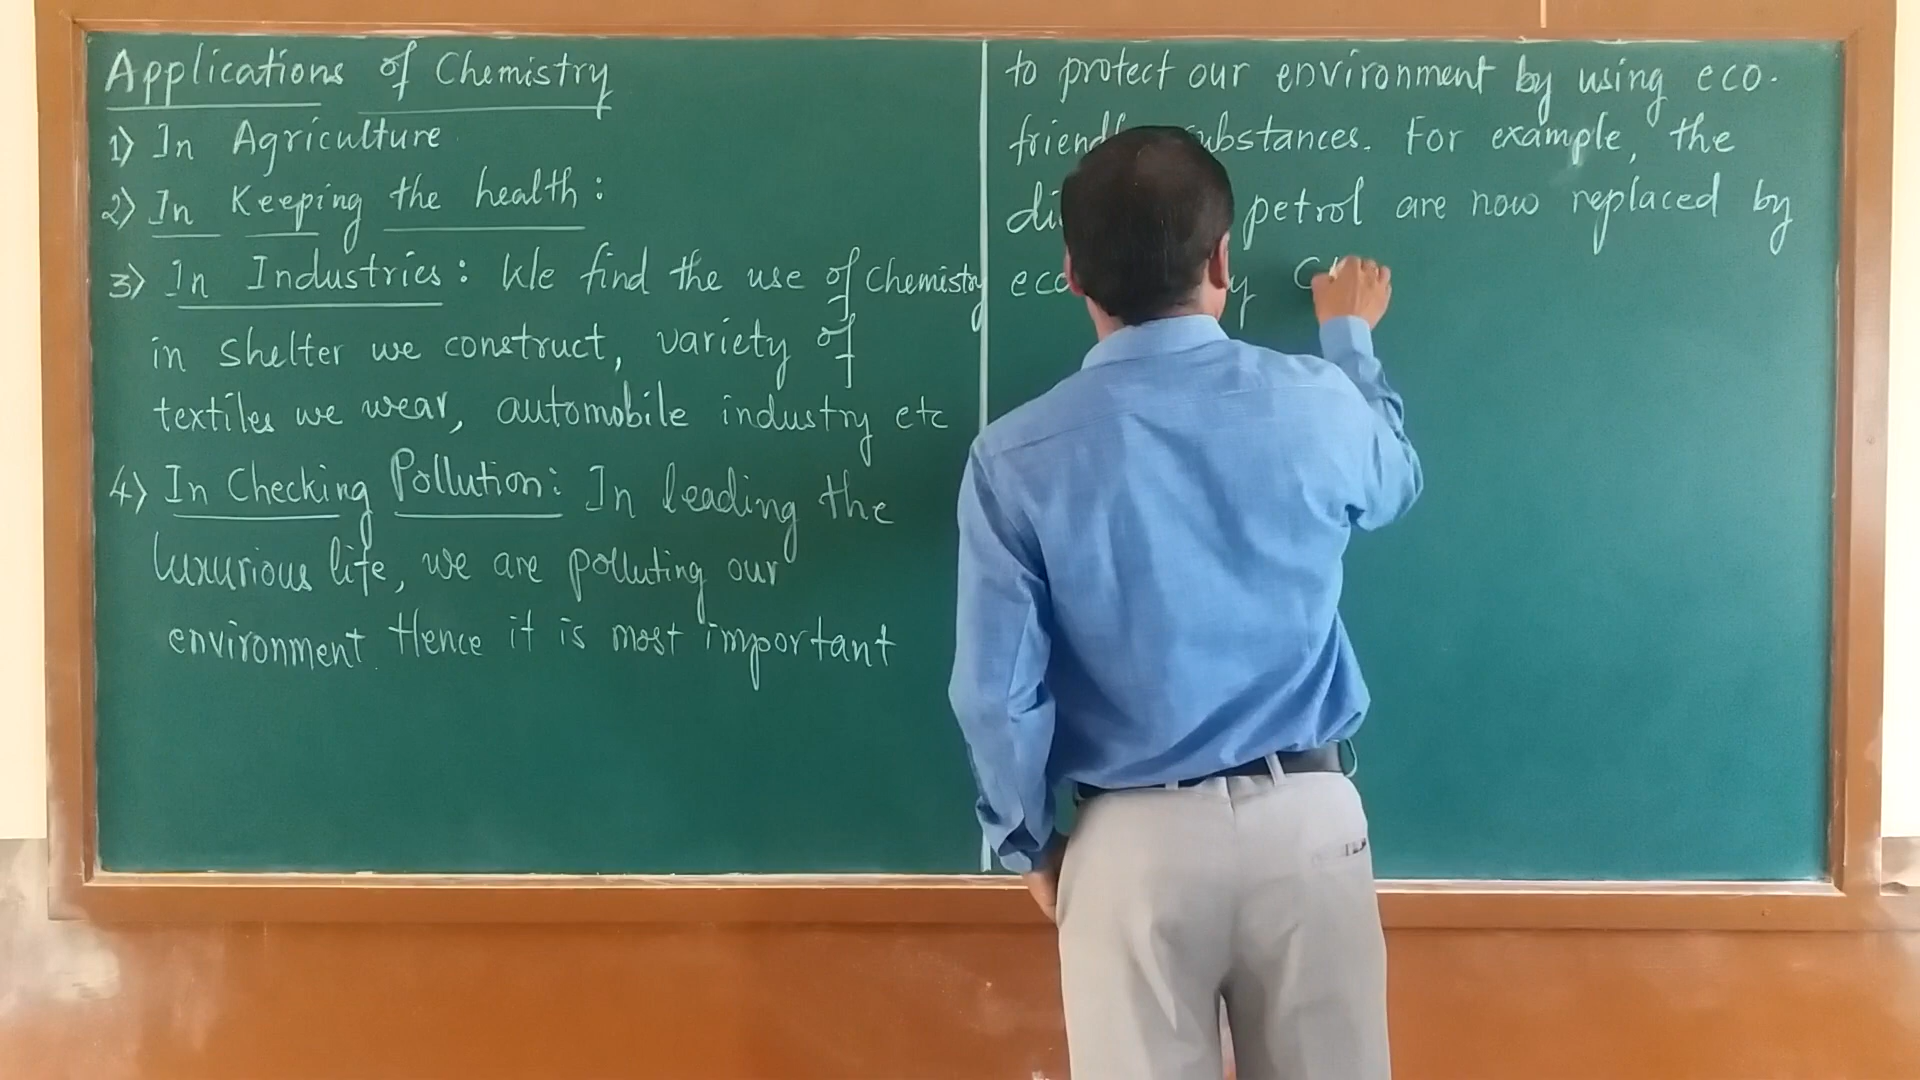 Applications of Chemistry
1) In Agriculture
2) In Keeping the health :
3) In Industries : We find the use of Chemistry
in shelter we construct, variety of
textiles we wear, automobile industry etc
4) In Checking Pollution : In leading the
luxurious life, we are polluting our
environment. Hence it is most important
to protect our environment by using eco-
substances. For example, the
petrol are now replaced by